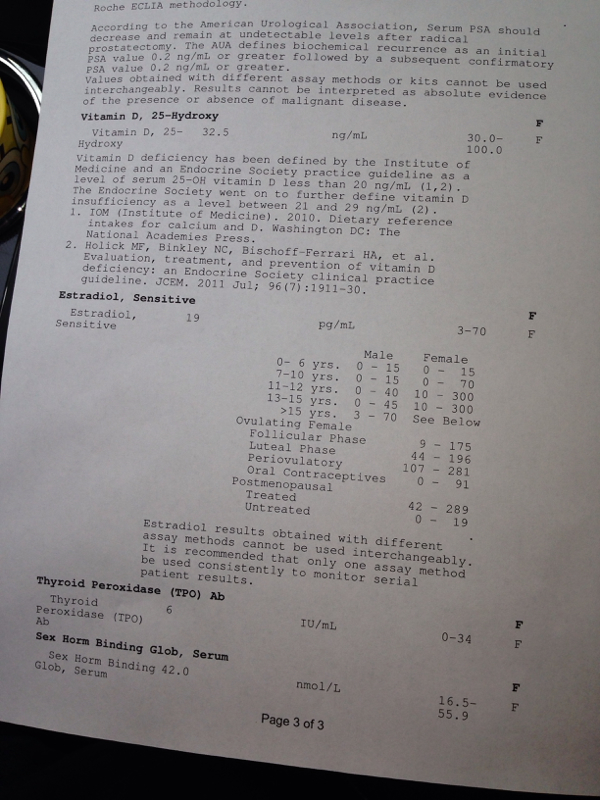 Roche ECLIA methodology.
According to the American Urological Association, Serum PSA should
decrease and remain at undetectable levels after radical
prostatectomy. The AUA defines biochemical recurrence as an initial
PSA value 0.2 ng/mL or greater followed by a subsequent confirmatory
PSA value 0.2 ng/mL or greater.
Values obtained with different assay methods or kits cannot be used
interchangeably. Results cannot be interpreted as absolute evidence
of the presence or absence of malignant disease.
Vitamin D, 25-Hydroxy F
Vitamin D, 25- 32.5 ng/mL 30.0- F
Hydroxy 100.0
Vitamin D deficiency has been defined by the Institute of
Medicine and an Endocrine Society practice guideline as a
level of serum 25-OH vitamin D less than 20 ng/mL (1,2).
The Endocrine Society went on to further define vitamin D
insufficiency as a level between 21 and 29 ng/mL (2).
1. IOM (Institute of Medicine). 2010. Dietary reference
intakes for calcium and D. Washington DC: The
National Academies Press.
2. Holick MF, Binkley NC, Bischoff-Ferrari HA, et al.
Evaluation, treatment, and prevention of vitamin D
deficiency: an Endocrine Society clinical practice
guideline. JCEM. 2011 Jul; 96(7):1911-30.
Estradiol, Sensitive F
Estradiol, 19 pg/mL 3-70 F
Sensitive
Male Female
0- 6 yrs. 0 - 15 0 - 15
7-10 yrs. 0 - 15 0 - 70
11-12 yrs. 0 - 40 10 - 300
13-15 yrs. 0 - 45 10 - 300
>15 yrs. 3 - 70 See Below
Ovulating Female
Follicular Phase 9 - 175
Luteal Phase 44 - 196
Periovulatory 107 - 281
Oral Contraceptives 0 - 91
Postmenopausal
Treated 42 - 289
Untreated 0 - 19
Estradiol results obtained with different
assay methods cannot be used interchangeably.
It is recommended that only one assay method
be used consistently to monitor serial
patient results.
Thyroid Peroxidase (TPO) Ab F
Thyroid 6 IU/mL 0-34 F
Peroxidase (TPO)
Ab
Sex Horm Binding Glob, Serum F
Sex Horm Binding 42.0 nmol/L 16.5- F
Glob, Serum 55.9
Page 3 of 3